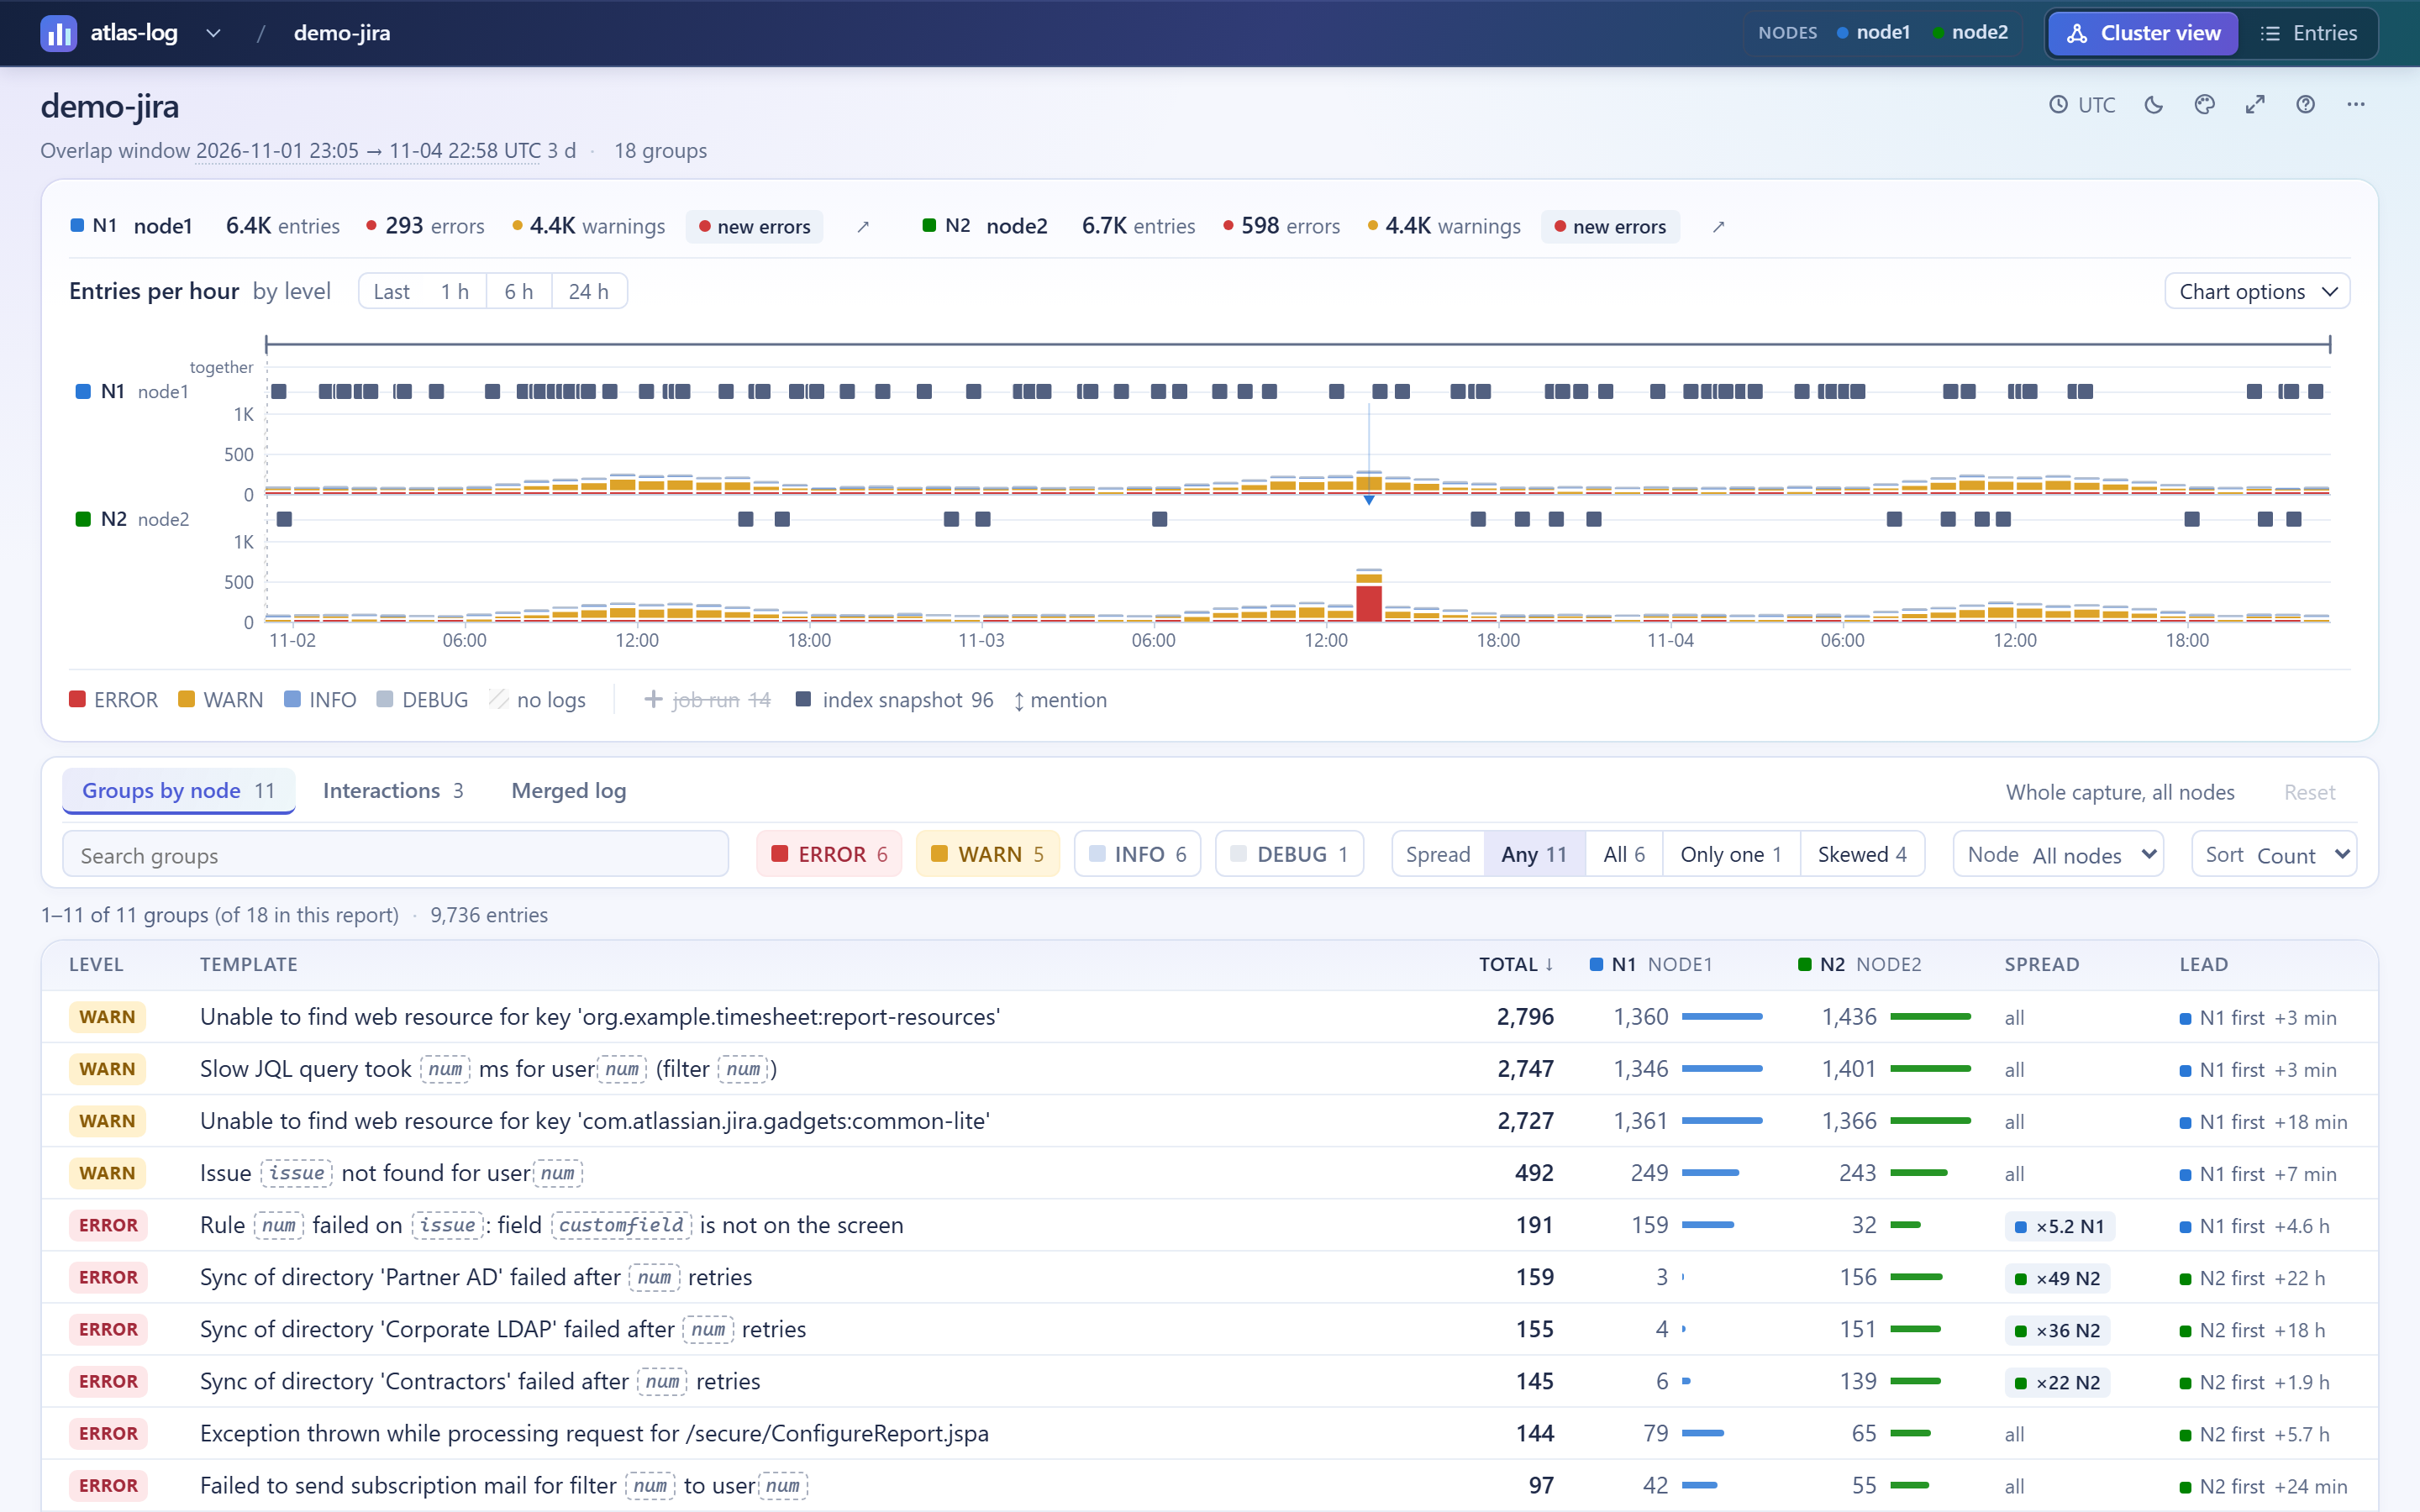 atlas-log / demo-jira NODES node1 node2 Cluster view Entries
demo-jira UTC
Overlap window 2026-11-01 23:05 → 11-04 22:58 UTC 3 d · 18 groups
N1 node1 6.4K entries 293 errors 4.4K warnings new errors ↗ N2 node2 6.7K entries 598 errors 4.4K warnings new errors ↗
Entries per hour by level Last 1 h 6 h 24 h Chart options
together
N1 node1
1K
500
0
N2 node2
1K
500
0
11-02 06:00 12:00 18:00 11-03 06:00 12:00 18:00 11-04 06:00 12:00 18:00
ERROR WARN INFO DEBUG no logs job run 14 index snapshot 96 mention
Groups by node 11 Interactions 3 Merged log Whole capture, all nodes Reset
Search groups ERROR 6 WARN 5 INFO 6 DEBUG 1 Spread Any 11 All 6 Only one 1 Skewed 4 Node All nodes Sort Count
1–11 of 11 groups (of 18 in this report) · 9,736 entries
LEVEL TEMPLATE TOTAL ↓ N1 NODE1 N2 NODE2 SPREAD LEAD
WARN Unable to find web resource for key 'org.example.timesheet:report-resources' 2,796 1,360 1,436 all N1 first +3 min
WARN Slow JQL query took num ms for user num (filter num) 2,747 1,346 1,401 all N1 first +3 min
WARN Unable to find web resource for key 'com.atlassian.jira.gadgets:common-lite' 2,727 1,361 1,366 all N1 first +18 min
WARN Issue issue not found for user num 492 249 243 all N1 first +7 min
ERROR Rule num failed on issue: field customfield is not on the screen 191 159 32 ×5.2 N1 N1 first +4.6 h
ERROR Sync of directory 'Partner AD' failed after num retries 159 3 156 ×49 N2 N2 first +22 h
ERROR Sync of directory 'Corporate LDAP' failed after num retries 155 4 151 ×36 N2 N2 first +18 h
ERROR Sync of directory 'Contractors' failed after num retries 145 6 139 ×22 N2 N2 first +1.9 h
ERROR Exception thrown while processing request for /secure/ConfigureReport.jspa 144 79 65 all N2 first +5.7 h
ERROR Failed to send subscription mail for filter num to user num 97 42 55 all N2 first +24 min